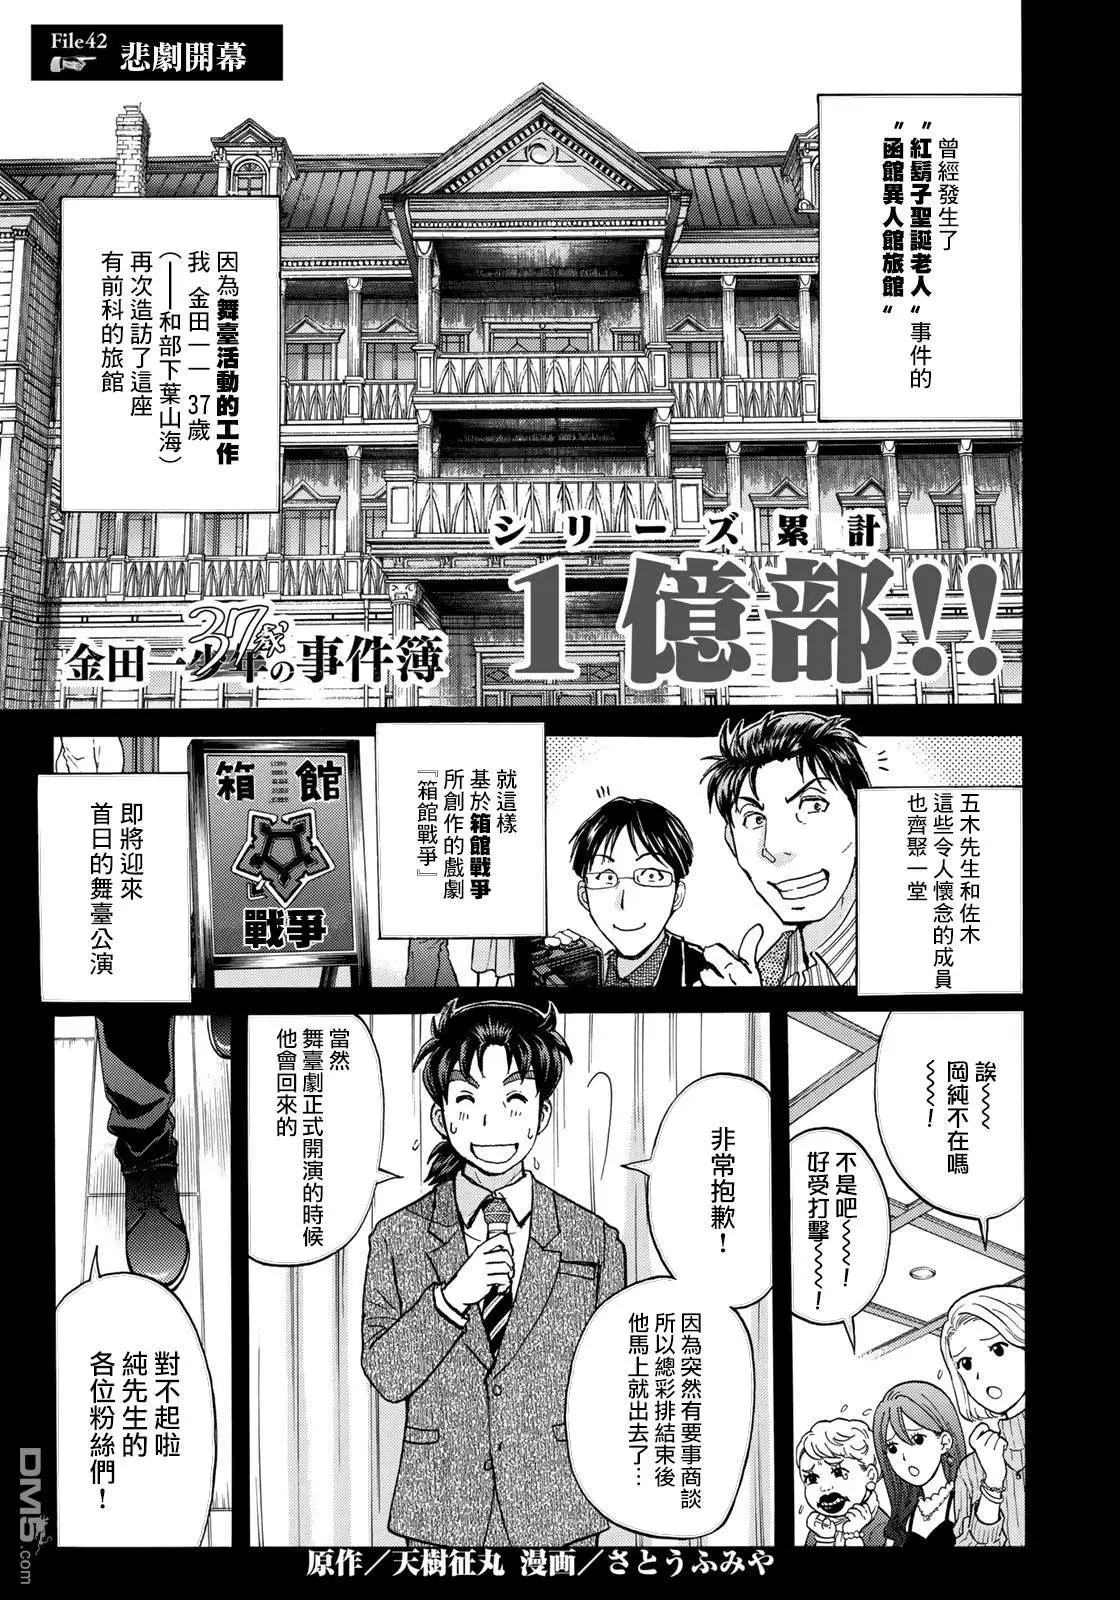 File42
悲劇開幕
曾經發生了
〝紅鬍子聖誕老人〞事件的
〝函館異人館旅館〞
因為舞臺活動的工作
我 金田一一 37歲
（——和部下葉山海）
再次造訪了這座
有前科的旅館
シリーズ累計
1億部!!
金田一37歳の事件簿
五木先生和佐木
這些令人懷念的成員
也齊聚一堂
就這樣
基於箱館戰爭
所創作的戲劇
『箱館戰爭』
箱館
戰爭
即將迎來
首日的舞臺公演
誒~~~
岡純不在嗎
~~~~!
不是吧~~~!
好受打擊~~~!
非常抱歉！
因為突然有要事商談
所以總彩排結束後
他馬上就出去了…
當然
舞臺劇正式開演的時候
他會回來的
對不起啦
純先生的
各位粉絲們！
原作／天樹征丸 漫画／さとうふみや
DM5.com